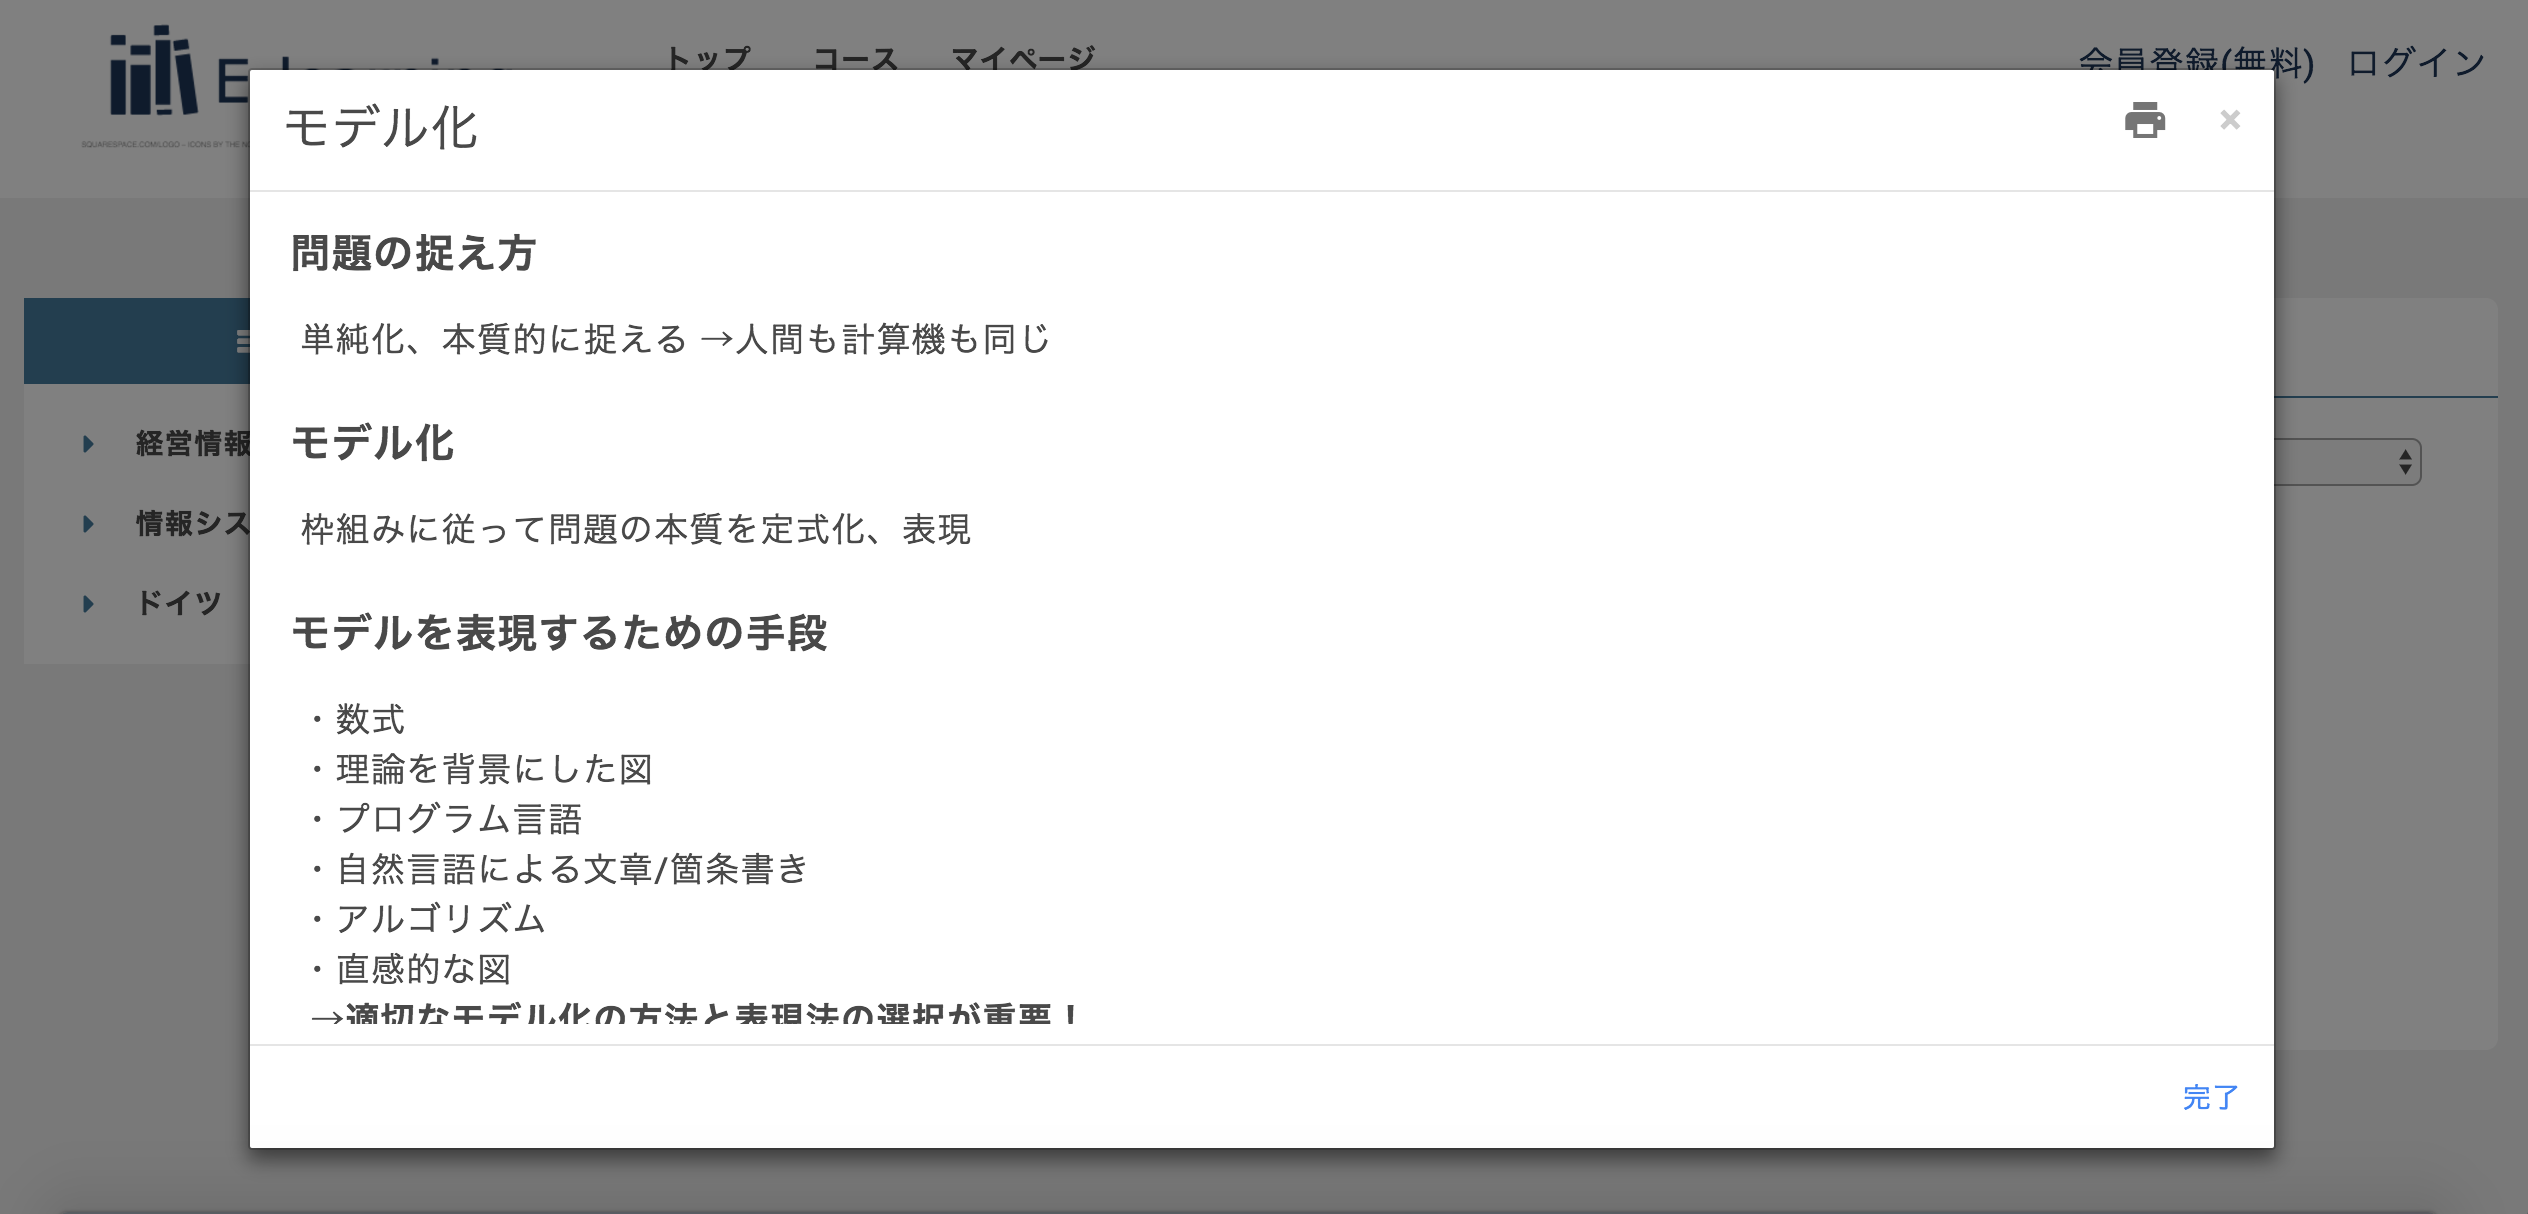 トップ コース マイページ
会員登録(無料) ログイン
モデル化
×
問題の捉え方
単純化、本質的に捉える →人間も計算機も同じ
モデル化
枠組みに従って問題の本質を定式化、表現
モデルを表現するための手段
・数式
・理論を背景にした図
・プログラム言語
・自然言語による文章/箇条書き
・アルゴリズム
・直感的な図
→適切なモデル化の方法と表現法の選択が重要！
完了
SQUARESPACE.COM/LOGO - ICONS BY THE
経営情報
情報シス
ドイツ